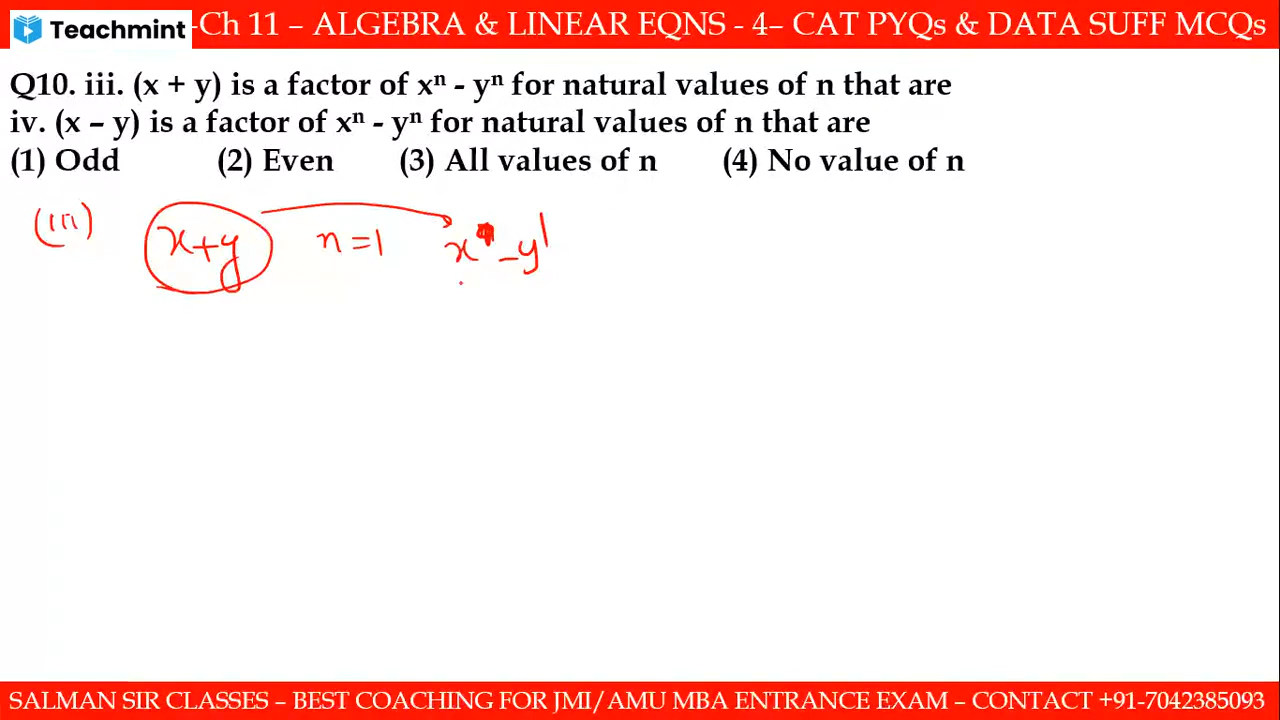 Teachmint -Ch 11 – ALGEBRA & LINEAR EQNS - 4– CAT PYQs & DATA SUFF MCQs
Q10. iii. (x + y) is a factor of xⁿ - yⁿ for natural values of n that are
iv. (x – y) is a factor of xⁿ - yⁿ for natural values of n that are
(1) Odd (2) Even (3) All values of n (4) No value of n
(iii) x+y n=1 x - y¹
SALMAN SIR CLASSES – BEST COACHING FOR JMI/AMU MBA ENTRANCE EXAM – CONTACT +91-7042385093